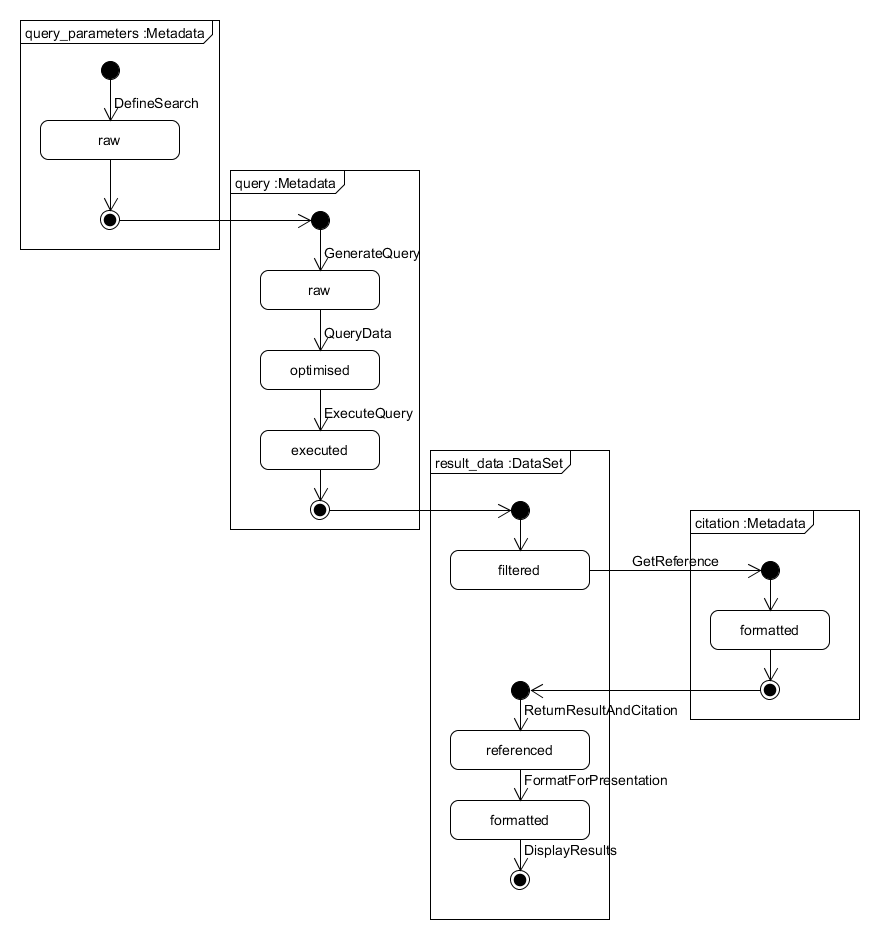 query_parameters :Metadata
DefineSearch
raw
query :Metadata
GenerateQuery
raw
QueryData
optimised
ExecuteQuery
executed
result_data :DataSet
filtered
GetReference
citation :Metadata
formatted
ReturnResultAndCitation
referenced
FormatForPresentation
formatted
DisplayResults